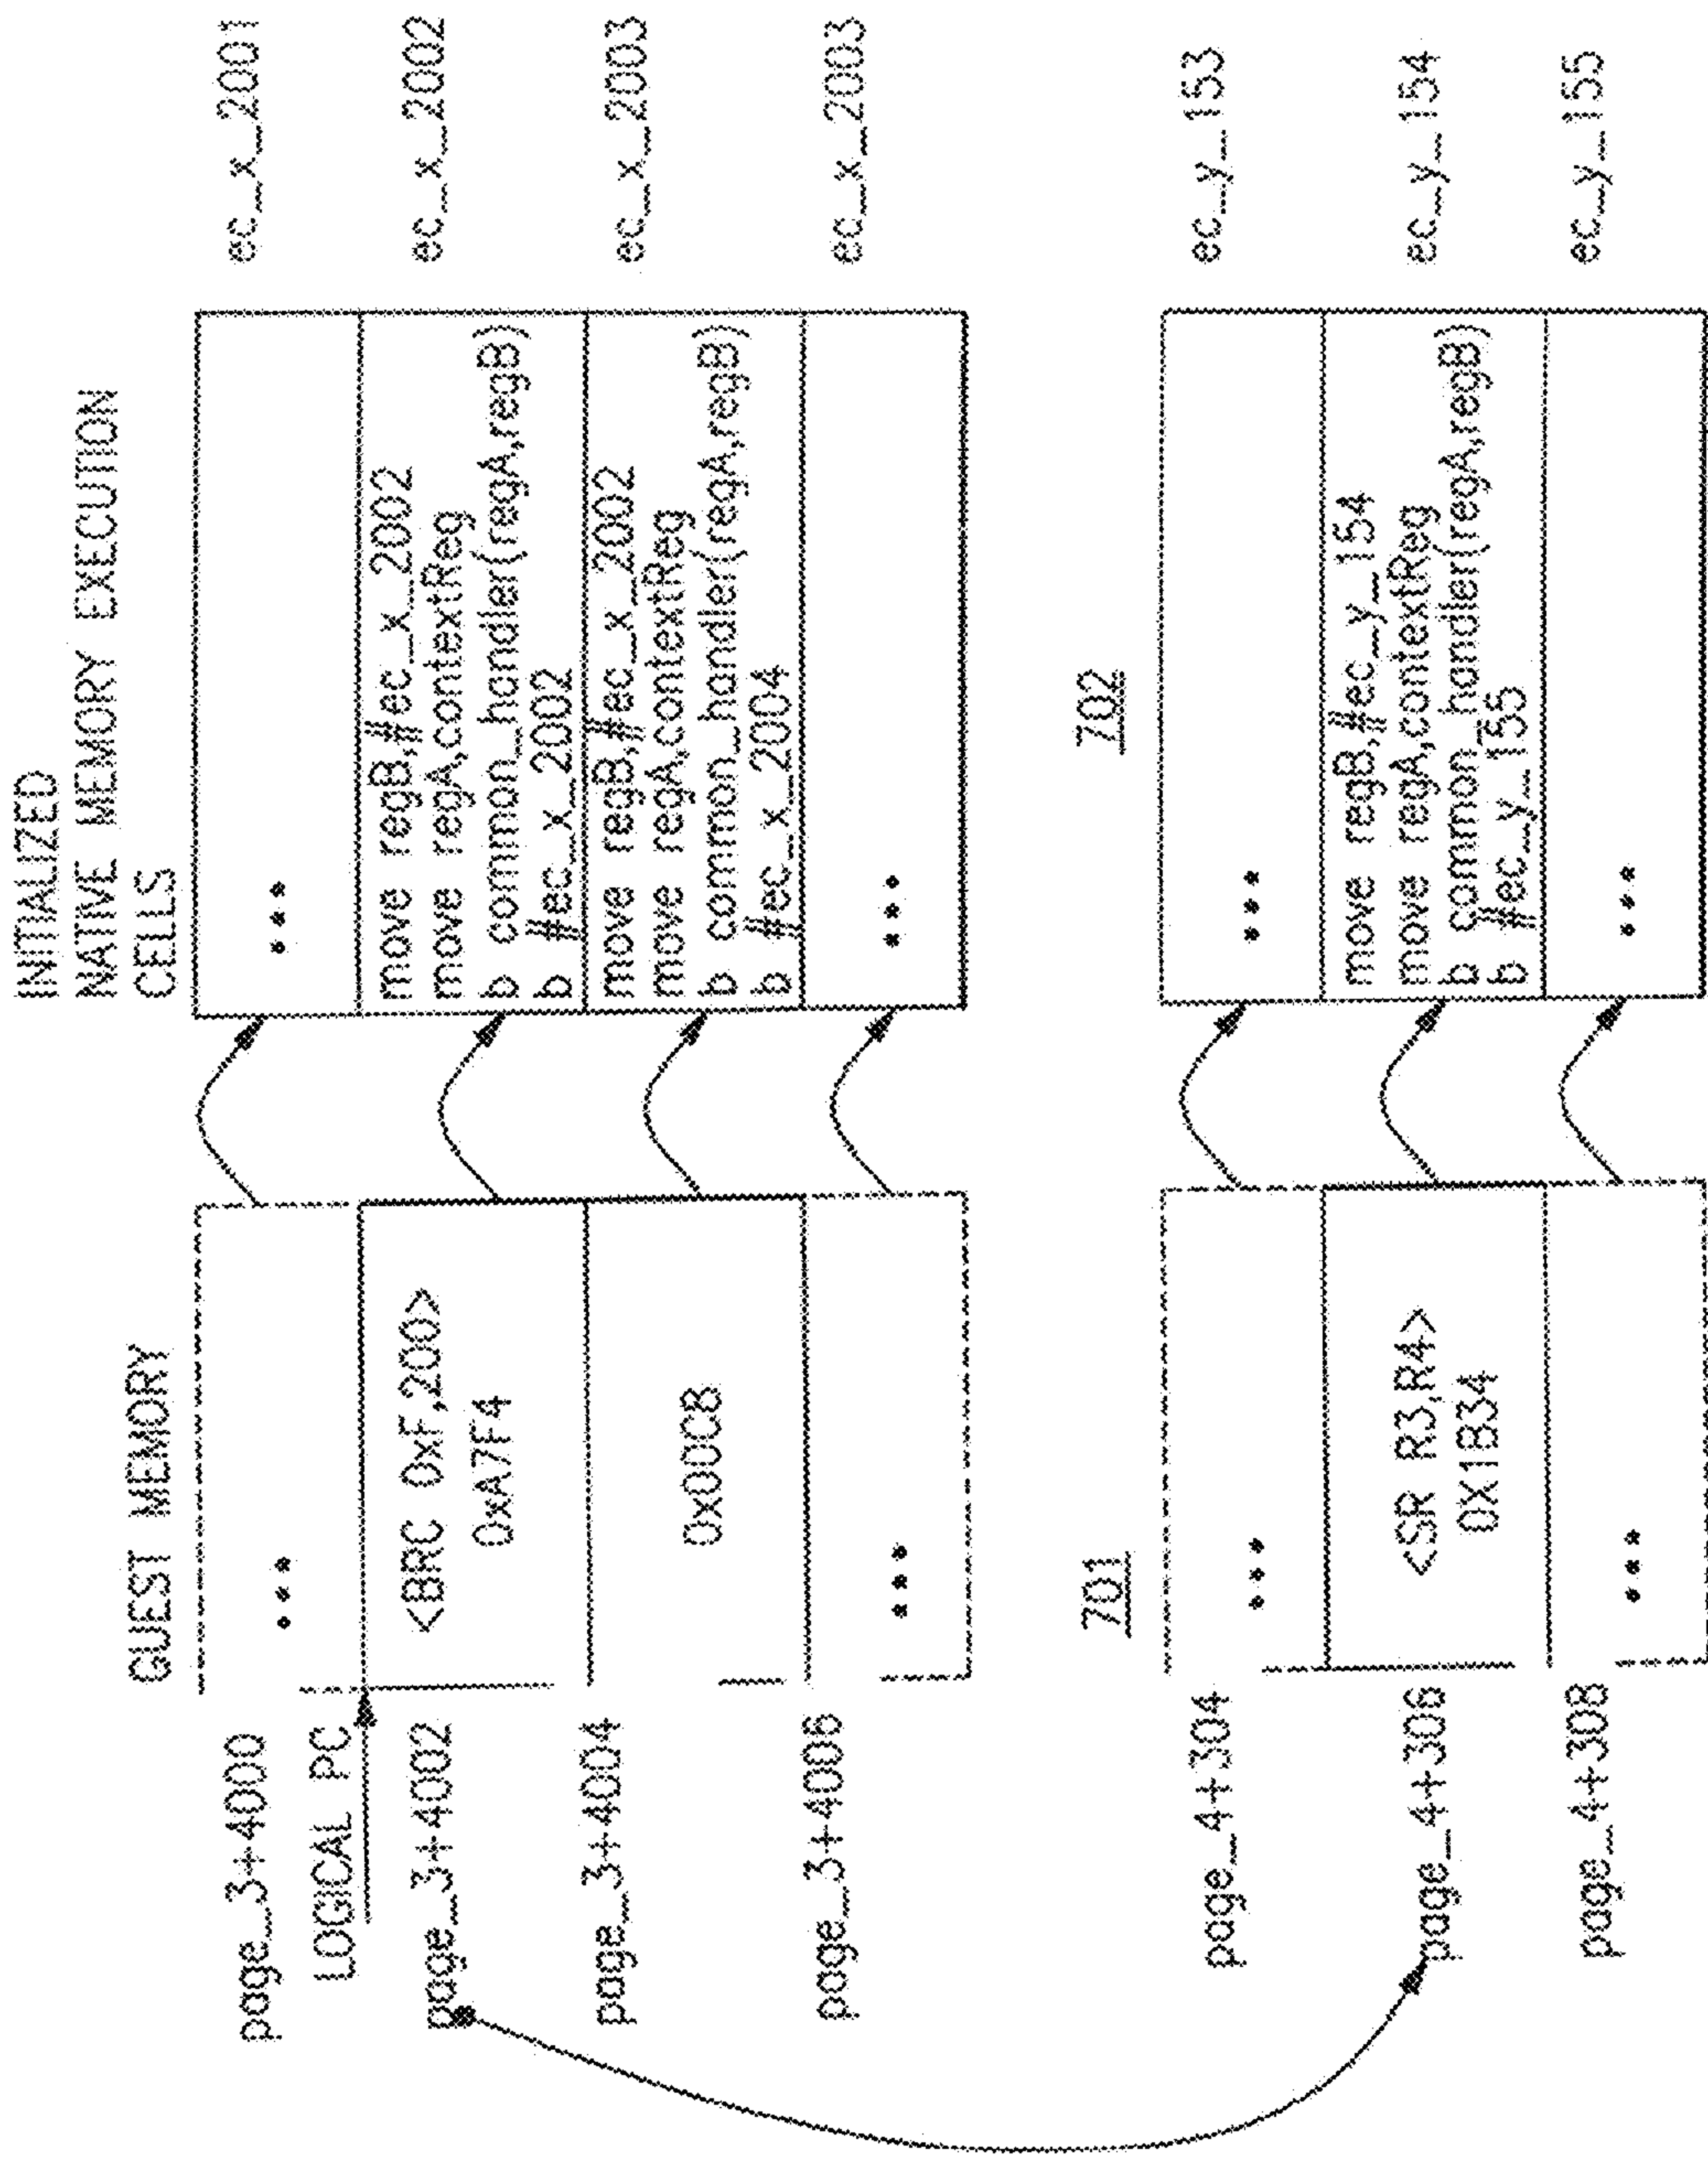 INITIALIZED
NATIVE MEMORY EXECUTION
CELLS
GUEST MEMORY
page_3+4000
•••
•••
ec_x_2001
LOGICAL PC
page_3+4002
<BRC 0xF,200>
0xA7F4
move regB,#ec_x_2002
move regA,contextReg
b common_handler(regA,regB)
b #ec_x_2002
ec_x_2002
page_3+4004
0x00C8
move regB,#ec_x_2002
move regA,contextReg
b common_handler(regA,regB)
b #ec_x_2004
ec_x_2003
page_3+4006
•••
•••
ec_x_2003
701
702
page_4+304
•••
•••
ec_y_153
page_4+306
<SR R3,R4>
0X1B34
move regB,#ec_y_154
move regA,contextReg
b common_handler(regA,regB)
b #ec_y_155
ec_y_154
page_4+308
•••
•••
ec_y_155